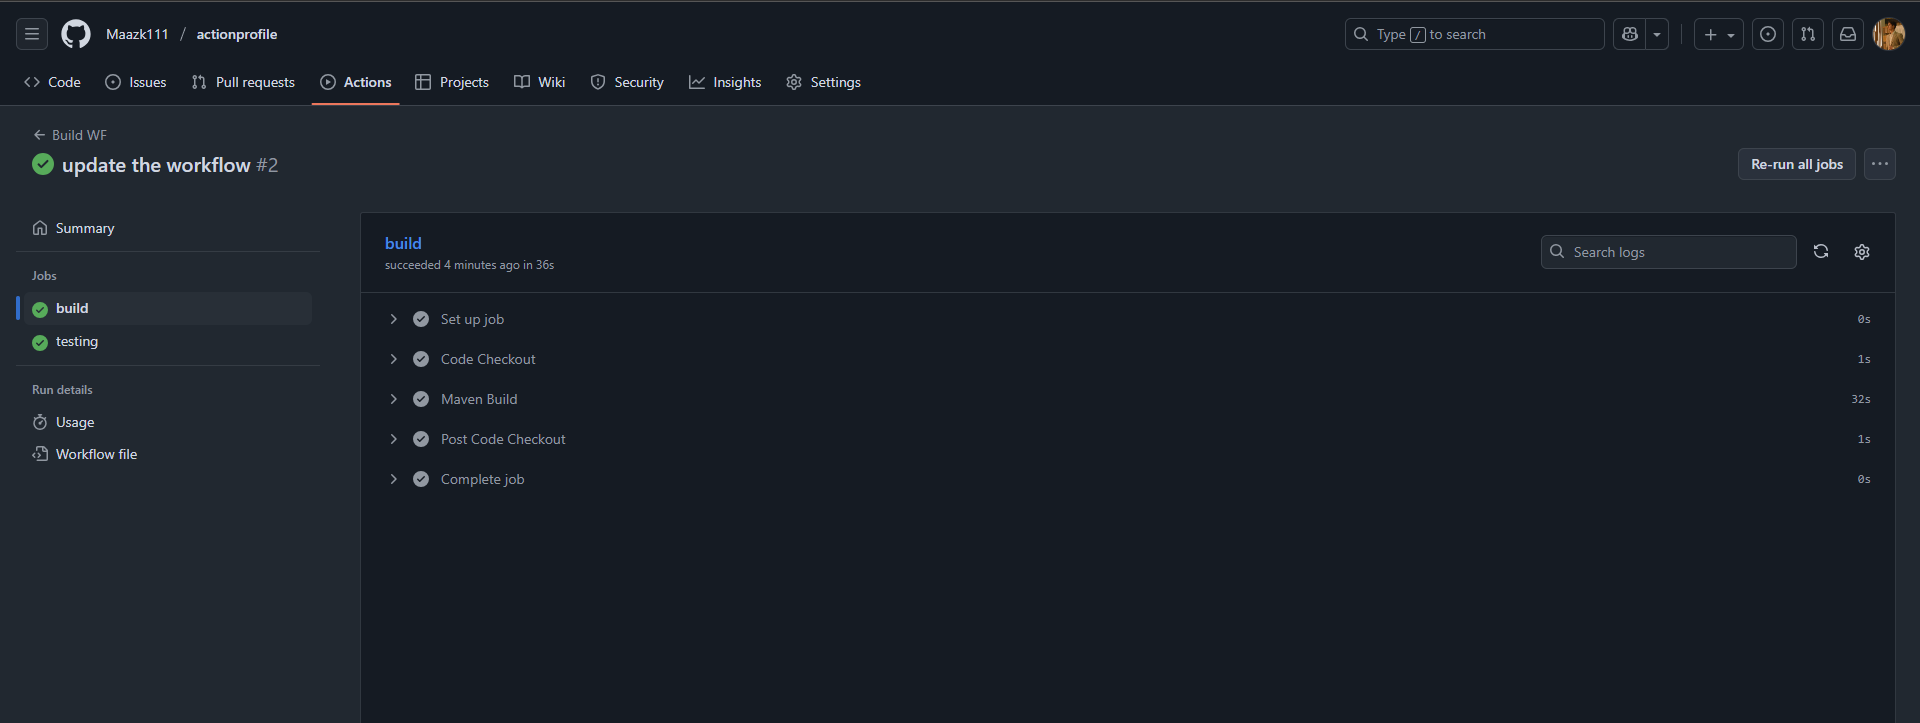 Maazk111 / actionprofile
Type / to search
Code Issues Pull requests Actions Projects Wiki Security Insights Settings
Build WF
update the workflow #2
Re-run all jobs
Summary
Jobs
build
testing
Run details
Usage
Workflow file
build
succeeded 4 minutes ago in 36s
Search logs
Set up job 0s
Code Checkout 1s
Maven Build 32s
Post Code Checkout 1s
Complete job 0s